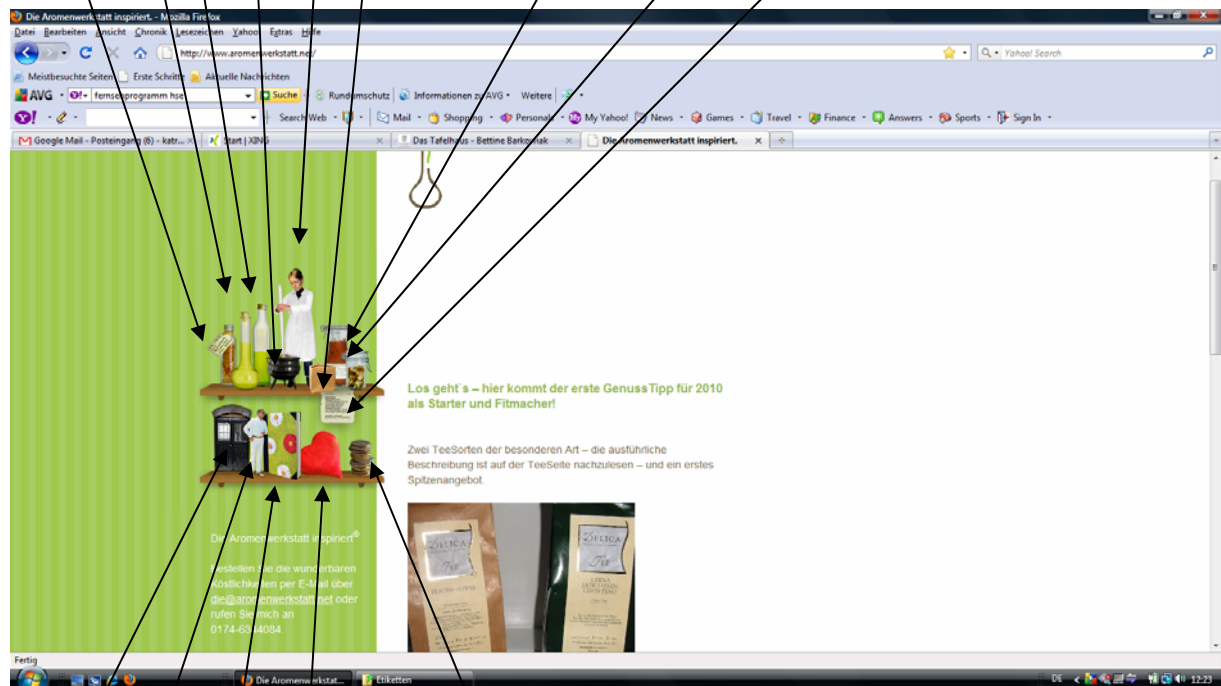 Die Aromenwerkstatt inspiriert. - Mozilla Firefox
Datei Bearbeiten Ansicht Chronik Lesezeichen Yahoo! Extras Hilfe
http://www.aromenwerkstatt.net/
Yahoo! Search
Meistbesuchte Seiten Erste Schritte Aktuelle Nachrichten
AVG fernsehprogramm hse Suche Rundumschutz Informationen zu AVG Weitere
Search Web Mail Shopping Personals My Yahoo! News Games Travel Finance Answers Sports Sign In
Google Mail - Posteingang (6) - katr... Start | XING Das Tafelhaus - Bettine Barkowiak Die Aromenwerkstatt inspiriert.
Los geht`s – hier kommt der erste GenussTipp für 2010
als Starter und Fitmacher!
Zwei TeeSorten der besonderen Art – die ausführliche
Beschreibung ist auf der TeeSeite nachzulesen – und ein erstes
Spitzenangebot.
DELICA
TEE
DELICA
TEE
CHINA
Die Aromenwerkstatt inspiriert®
Bestellen Sie die wunderbaren
Köstlichkeiten per E-Mail über
die@aromenwerkstatt.net oder
rufen Sie mich an
Fertig
Die Aromenwerkstat... Etiketten DE 12:23